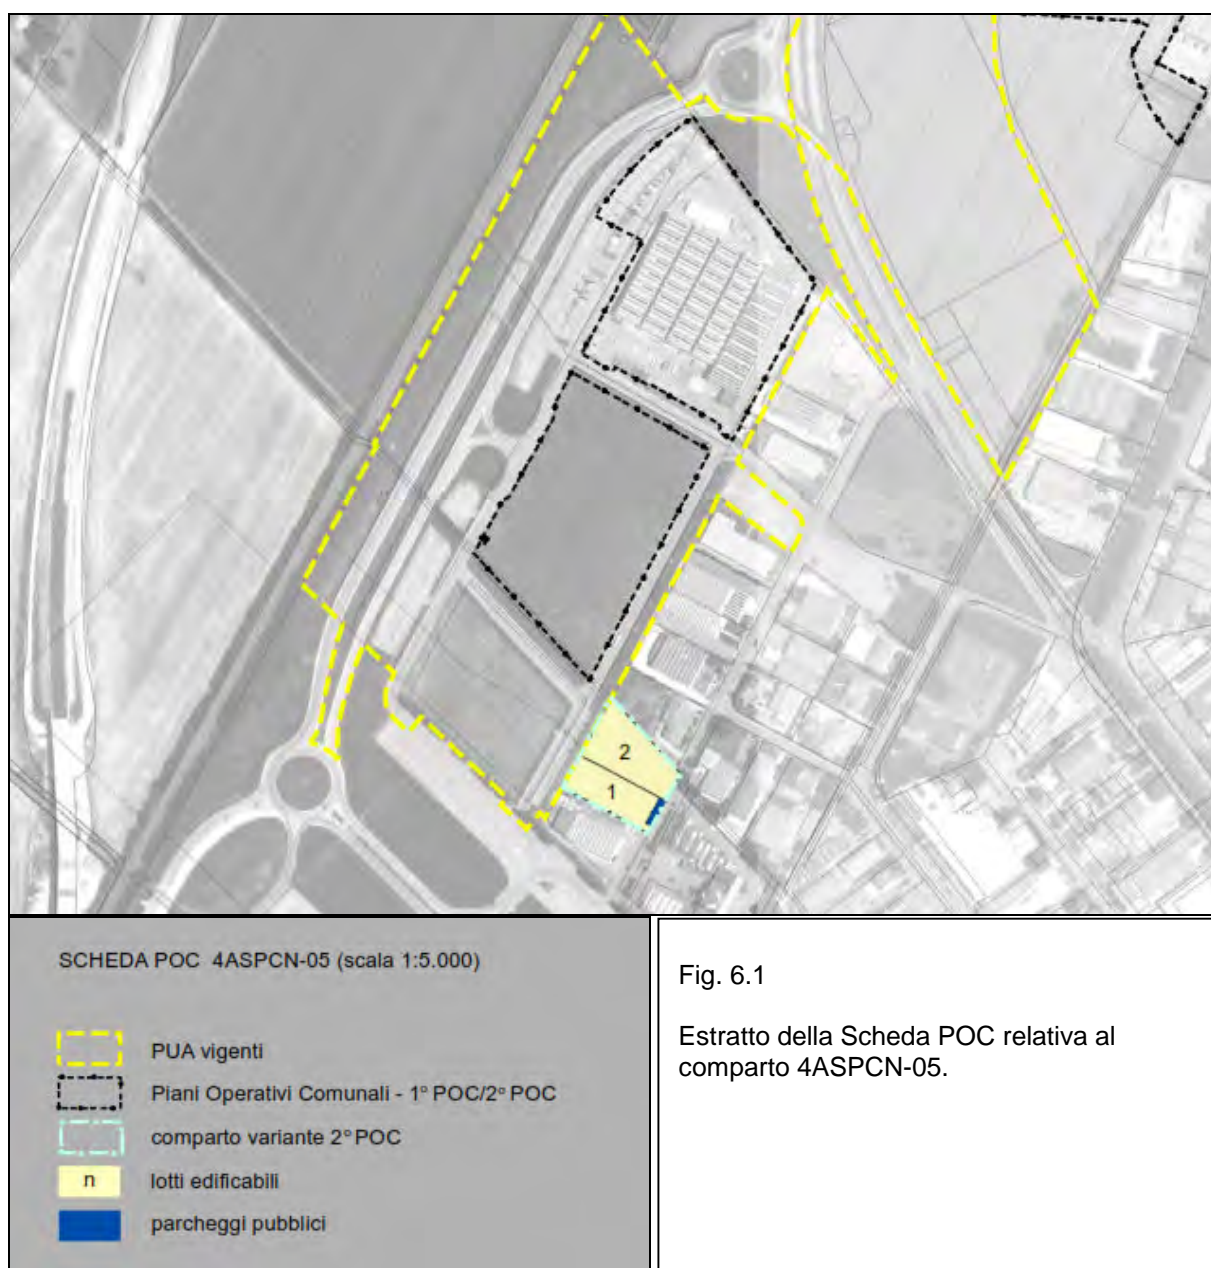 2
1
SCHEDA POC 4ASPCN-05 (scala 1:5.000)
PUA vigenti
Piani Operativi Comunali - 1° POC/2° POC
comparto variante 2° POC
n lotti edificabili
parcheggi pubblici
Fig. 6.1
Estratto della Scheda POC relativa al
comparto 4ASPCN-05.